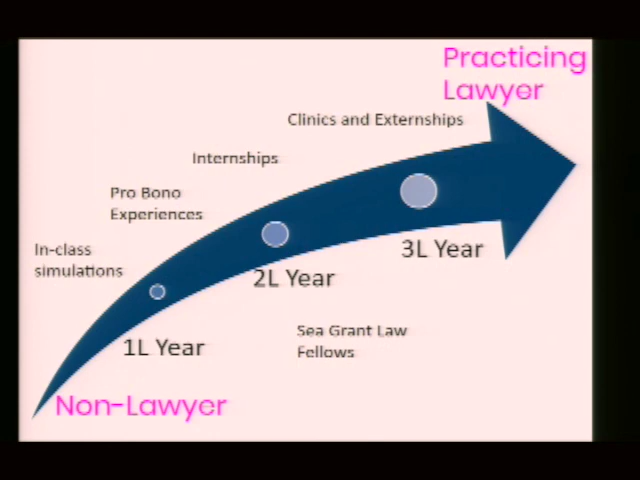 Practicing
Lawyer
Clinics and Externships
Internships
Pro Bono
Experiences
In-class
simulations
3L Year
2L Year
1L Year
Sea Grant Law
Fellows
Non-Lawyer